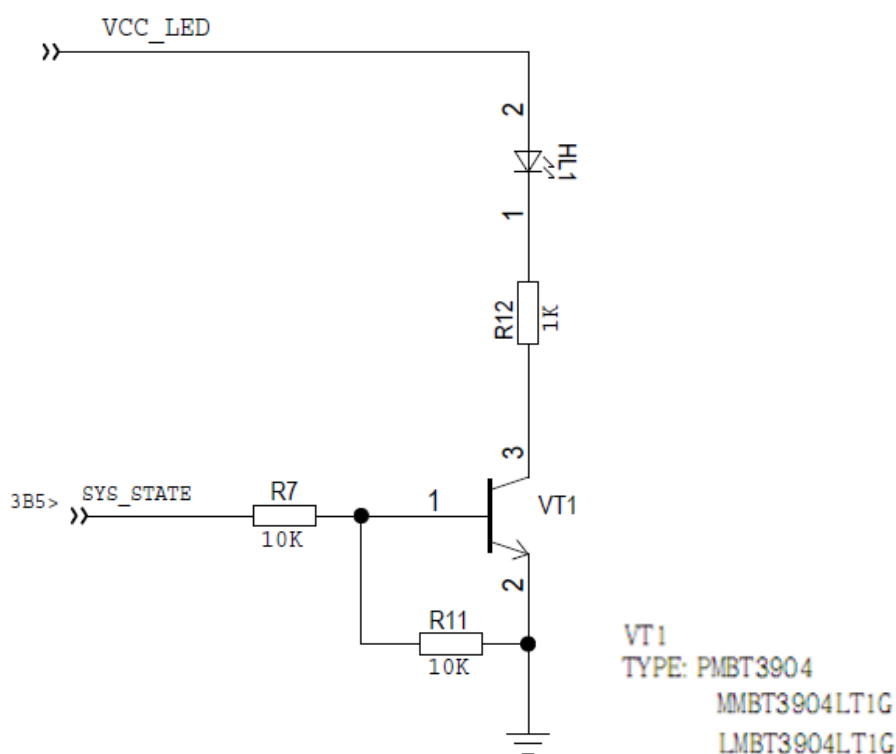 VCC_LED
2
HL1
1
R12
1K
3
3B5> SYS_STATE
R7
10K
1
VT1
2
R11
10K
VT1
TYPE: PMBT3904
MMBT3904LT1G
LMBT3904LT1G